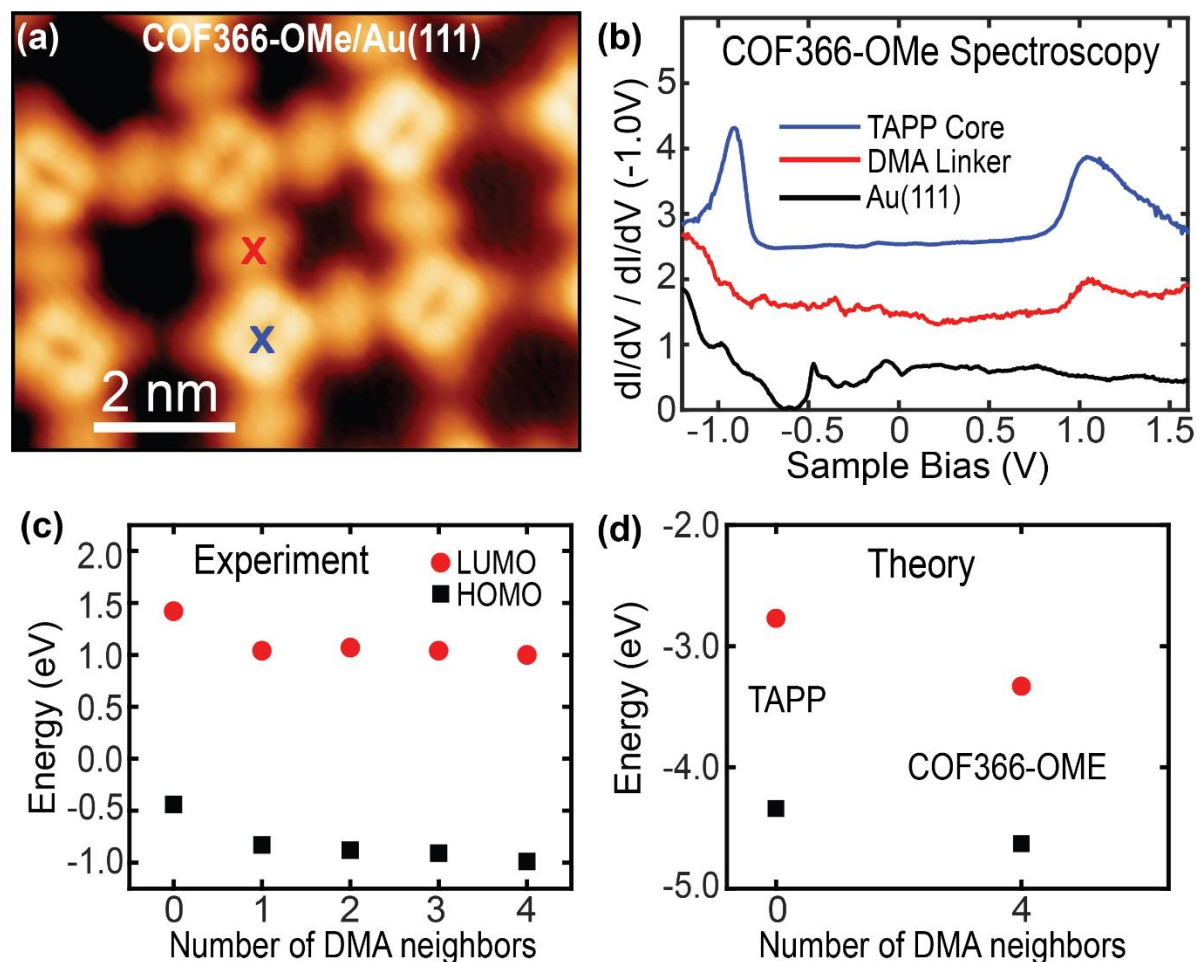 (a) COF366-OMe/Au(111)
x
x
2 nm
(b)
COF366-OMe Spectroscopy
TAPP Core
DMA Linker
Au(111)
dI/dV / dI/dV (-1.0V)
5
4
3
2
1
0
-1.0 -0.5 0 0.5 1.0 1.5
Sample Bias (V)
(c)
Experiment
LUMO
HOMO
Energy (eV)
2.0
1.5
1.0
0.5
0.0
-0.5
-1.0
0 1 2 3 4
Number of DMA neighbors
(d)
Theory
TAPP
COF366-OME
Energy (eV)
-2.0
-3.0
-4.0
-5.0
0 4
Number of DMA neighbors